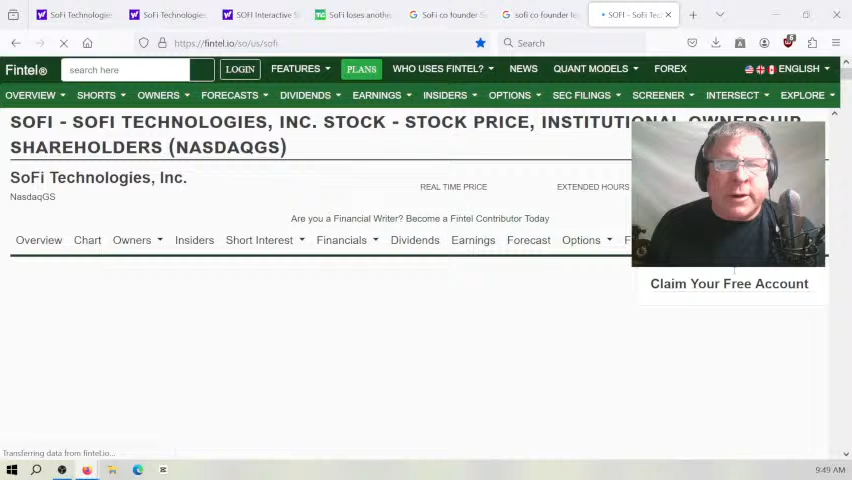 SoFi Technologies
SoFi Technologies,
SOFI Interactive St
SoFi loses anothe
SoFi co founder S
sofi co founder le
SOFI - SoFi Tec
https://fintel.io/so/us/sofi
Search
Fintel
search here
LOGIN
FEATURES
PLANS
WHO USES FINTEL?
NEWS
QUANT MODELS
FOREX
ENGLISH
OVERVIEW
SHORTS
OWNERS
FORECASTS
DIVIDENDS
EARNINGS
INSIDERS
OPTIONS
SEC FILINGS
SCREENER
INTERSECT
EXPLORE
SOFI - SOFI TECHNOLOGIES, INC. STOCK - STOCK PRICE, INSTITUTIONAL OWNERSHIP,
SHAREHOLDERS (NASDAQGS)
SoFi Technologies, Inc.
NasdaqGS
REAL TIME PRICE
EXTENDED HOURS
Are you a Financial Writer? Become a Fintel Contributor Today
Overview
Chart
Owners
Insiders
Short Interest
Financials
Dividends
Earnings
Forecast
Options
F
Claim Your Free Account
Transferring data from fintel.io...
9:49 AM